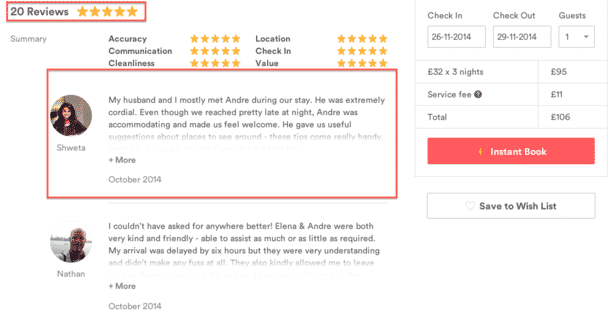 20 Reviews
Summary
Accuracy
Location
Communication
Check In
Cleanliness
Value
My husband and I mostly met Andre during our stay. He was extremely
cordial. Even though we reached pretty late at night, Andre was
accommodating and made us feel welcome. He gave us useful
suggestions about places to see around - these tips come really handy,
+ More
Shweta
October 2014
I couldn't have asked for anywhere better! Elena & Andre were both
very kind and friendly - able to assist as much or as little as required.
My arrival was delayed by six hours but they were very understanding
and didn't make any fuss at all. They also kindly allowed me to leave
+ More
Nathan
October 2014
Check In
Check Out
Guests
26-11-2014
29-11-2014
1
£32 x 3 nights
£95
Service fee ?
£11
Total
£106
Instant Book
Save to Wish List